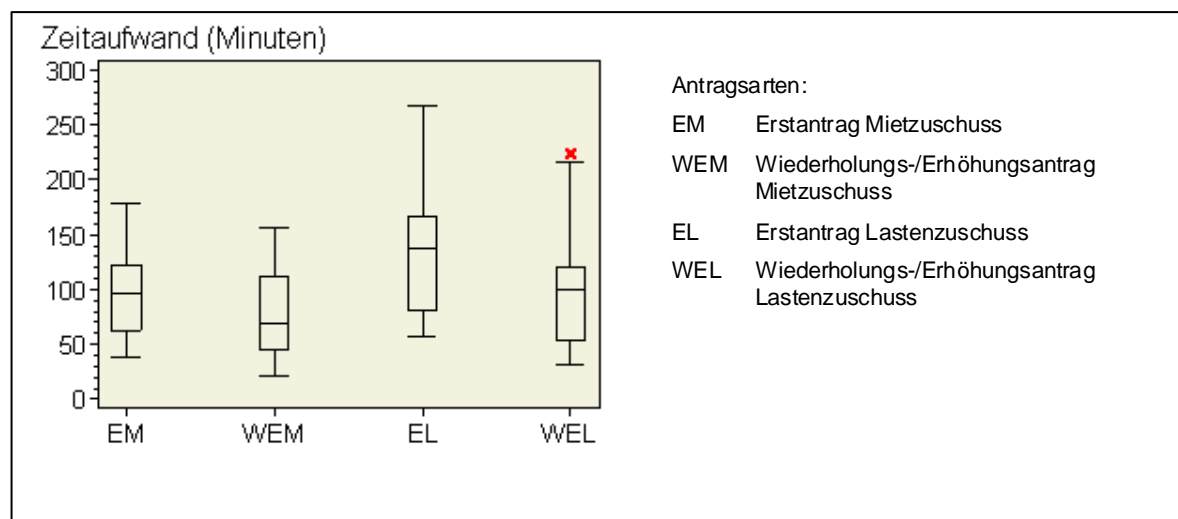 Zeitaufwand (Minuten)
300
250
200
150
100
50
0
EM
WEM
EL
WEL
Antragsarten:
EM Erstantrag Mietzuschuss
WEM Wiederholungs-/Erhöhungsantrag
Mietzuschuss
EL Erstantrag Lastenzuschuss
WEL Wiederholungs-/Erhöhungsantrag
Lastenzuschuss